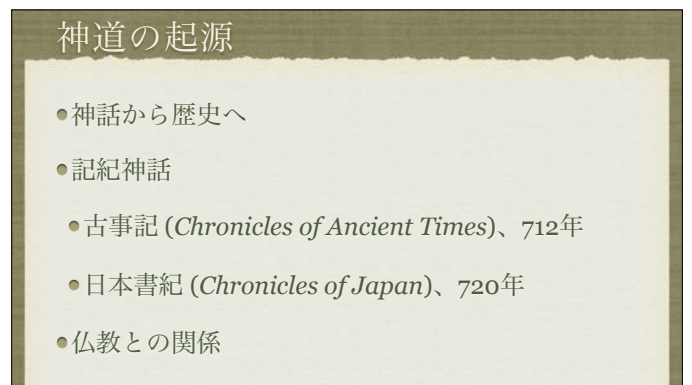 神道の起源
•神話から歴史へ
•記紀神話
•古事記 (Chronicles of Ancient Times)、712年
•日本書紀 (Chronicles of Japan)、720年
•仏教との関係